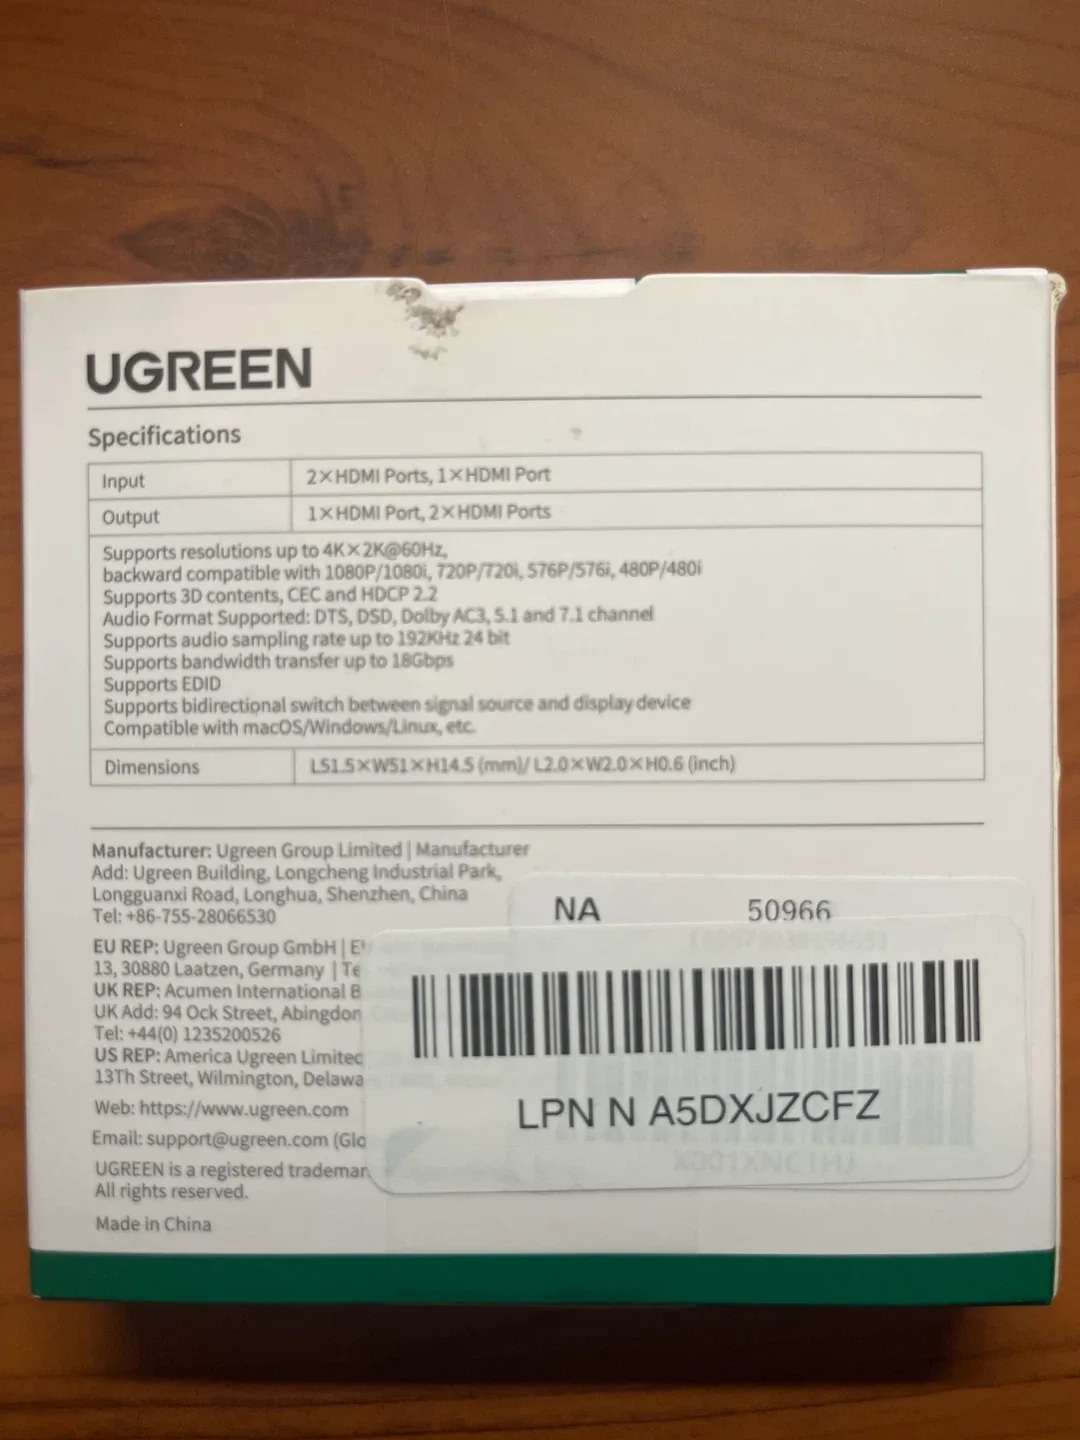 UGREEN
Specifications
Input 2×HDMI Ports, 1×HDMI Port
Output 1×HDMI Port, 2×HDMI Ports
Supports resolutions up to 4K×2K@60Hz,
backward compatible with 1080P/1080i, 720P/720i, 576P/576i, 480P/480i
Supports 3D contents, CEC and HDCP 2.2
Audio Format Supported: DTS, DSD, Dolby AC3, 5.1 and 7.1 channel
Supports audio sampling rate up to 192KHz 24 bit
Supports bandwidth transfer up to 18Gbps
Supports EDID
Supports bidirectional switch between signal source and display device
Compatible with macOS/Windows/Linux, etc.
Dimensions L51.5×W51×H14.5 (mm)/ L2.0×W2.0×H0.6 (inch)
Manufacturer: Ugreen Group Limited | Manufacturer
Add: Ugreen Building, Longcheng Industrial Park,
Longguanxi Road, Longhua, Shenzhen, China
Tel: +86-755-28066530
EU REP: Ugreen Group GmbH |
13, 30880 Laatzen, Germany |
UK REP: Acumen International
UK Add: 94 Ock Street, Abingdon
Tel: +44(0) 1235200526
US REP: America Ugreen
13Th Street, Wilmington,
Web: https://www.ugreen.com
Email: support@ugreen.com
UGREEN is a registered
All rights reserved.
Made in China
NA 50966
LPN N A5DXJZCFZ